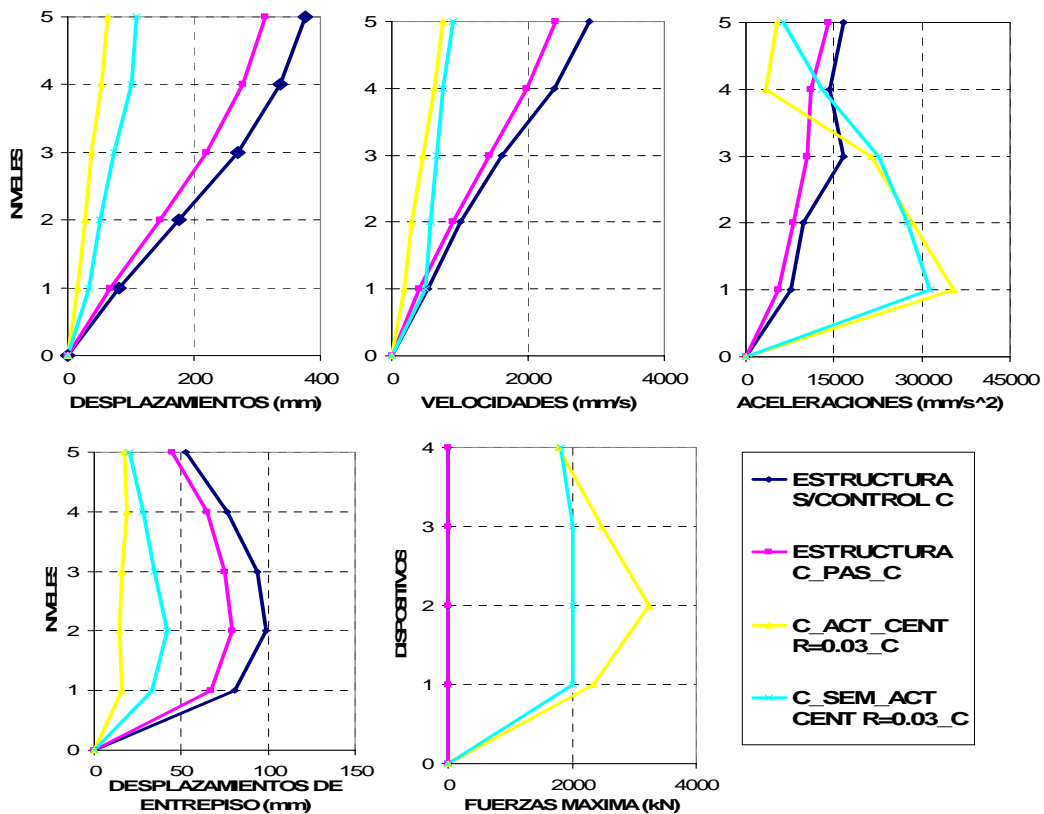 5
4
3
2
1
0
NIVELES
0
200
400
DESPLAZAMIENTOS (mm)
5
4
3
2
1
0
0
2000
4000
VELOCIDADES (mm/s)
5
4
3
2
1
0
0
15000
30000
45000
ACELERACIONES (mm/s^2)
5
4
3
2
1
0
NIVELES
0
50
100
150
DESPLAZAMIENTOS DE
ENTREPISO (mm)
4
3
2
1
0
DISPOSITIVOS
0
2000
4000
FUERZAS MAXIMA (kN)
ESTRUCTURA
S/CONTROL C
ESTRUCTURA
C_PAS_C
C_ACT_CENT
R=0.03_C
C_SEM_ACT
CENT R=0.03_C